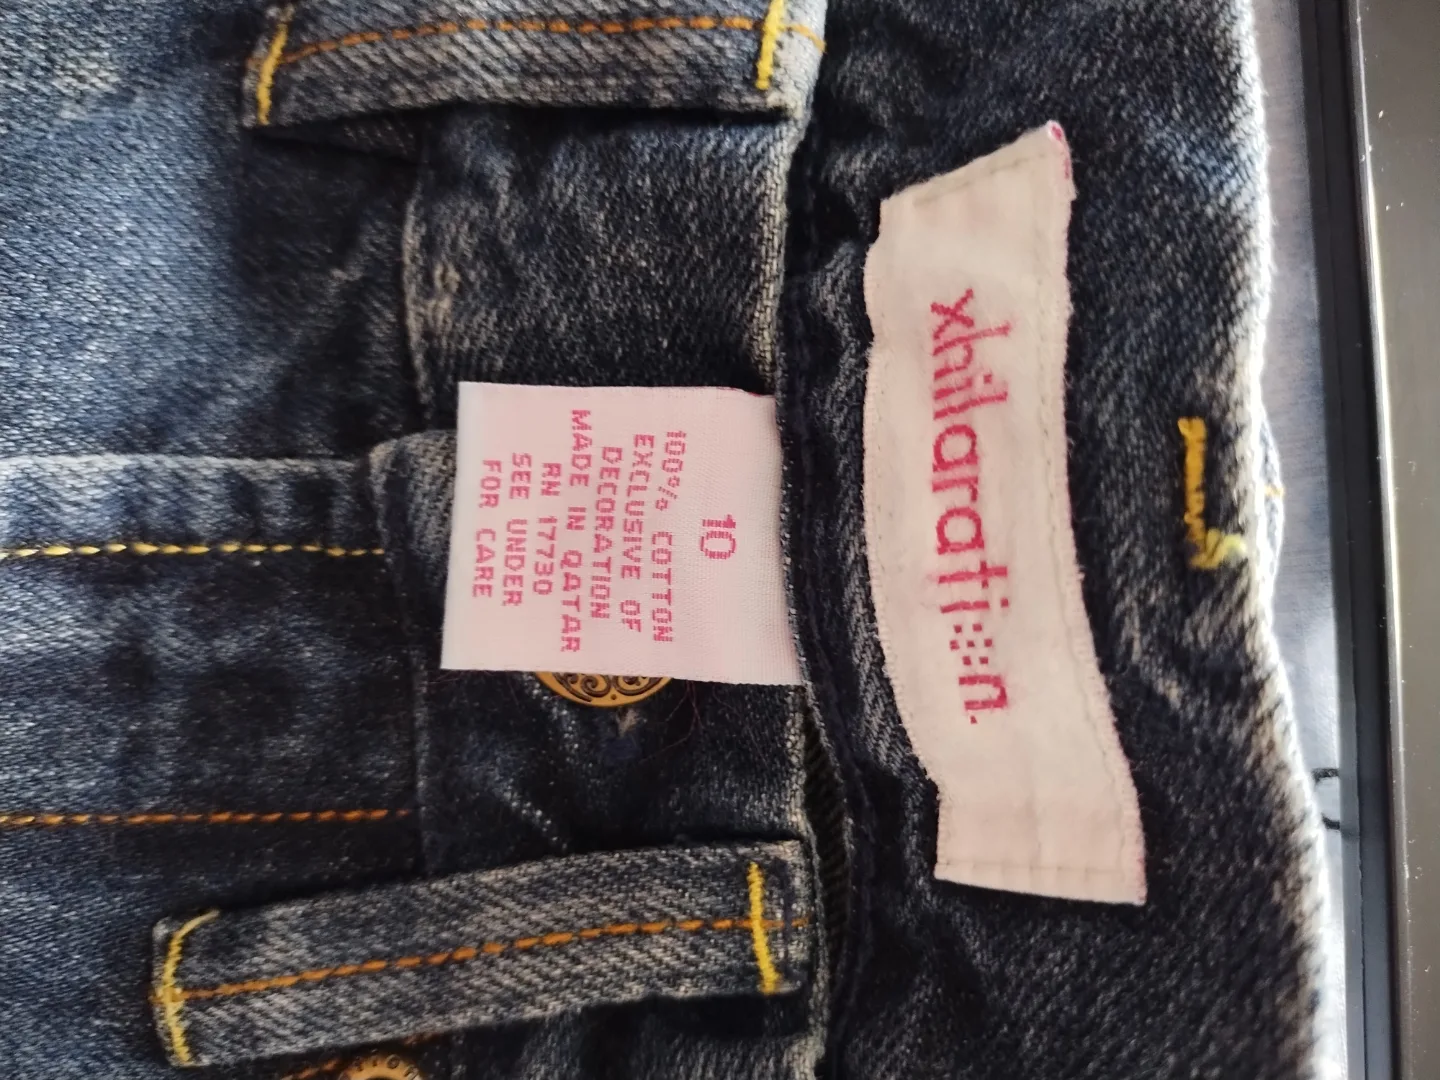 xhilaration.
10
100% COTTON
EXCLUSIVE OF
DECORATION
MADE IN QATAR
RN 17730
SEE UNDER
FOR CARE